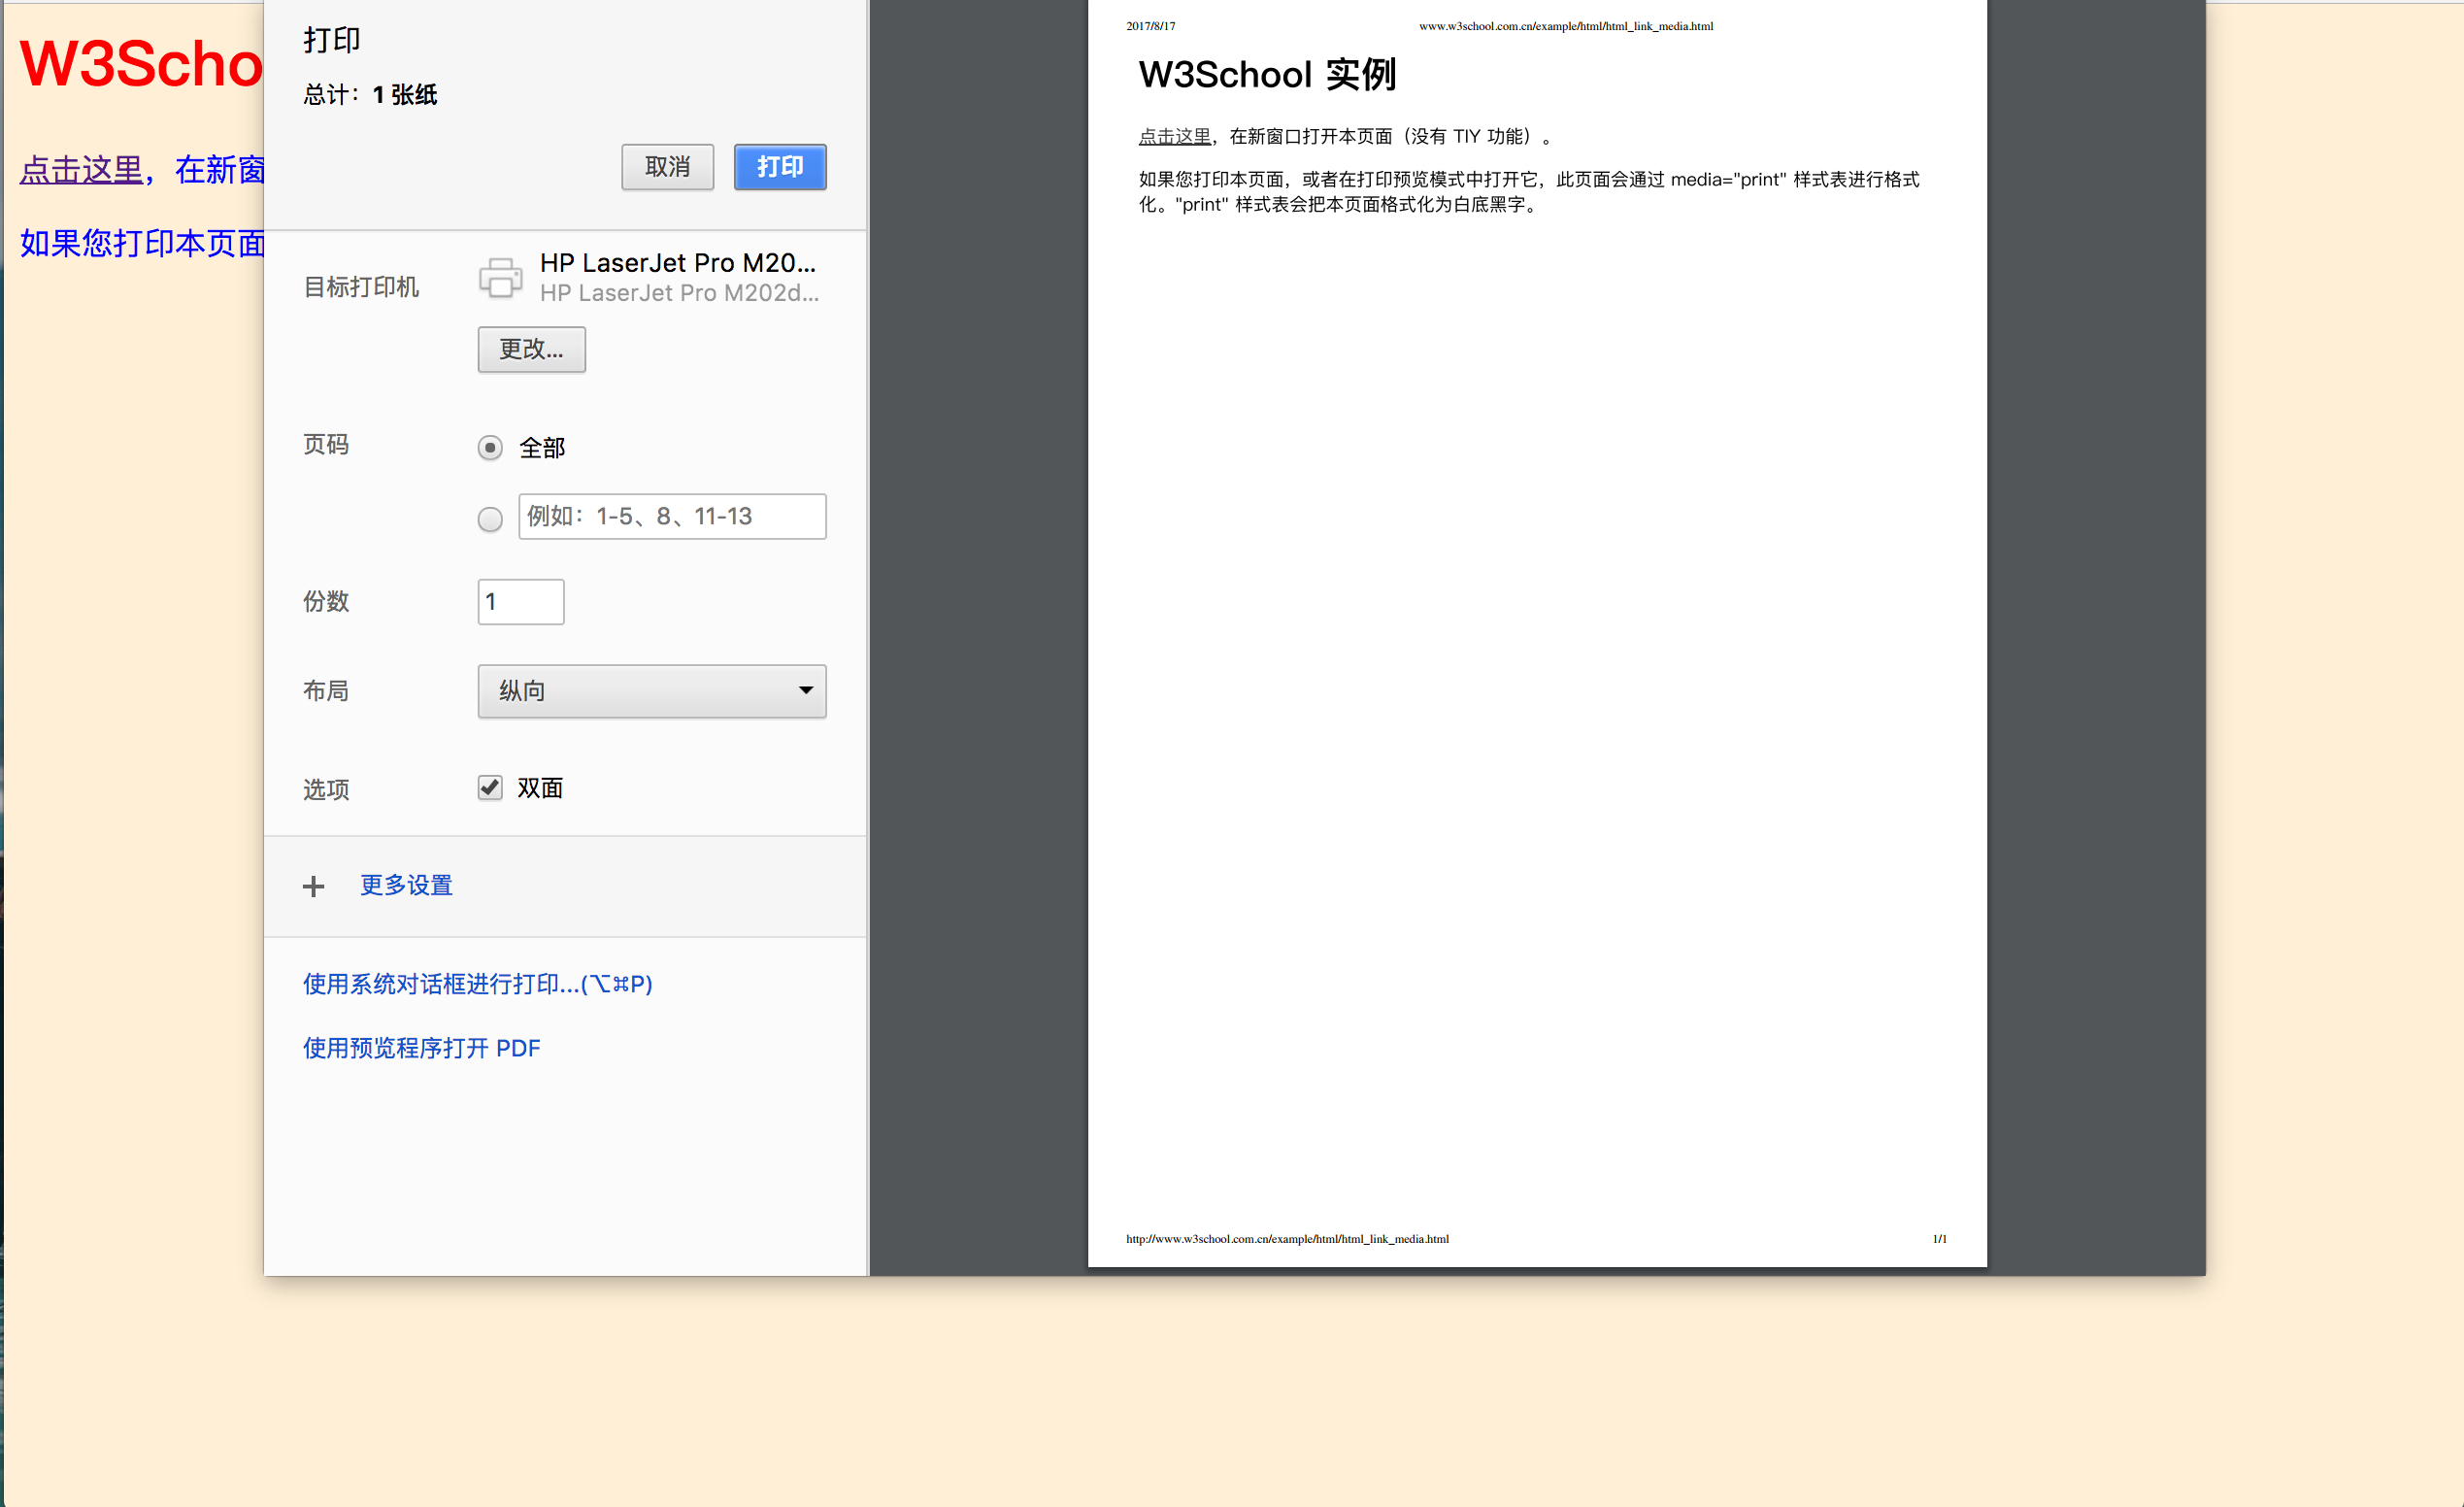 W3Scho
点击这里，在新窗
如果您打印本页面
打印
总计：1 张纸
取消
打印
目标打印机
HP LaserJet Pro M20...
HP LaserJet Pro M202d...
更改...
页码
全部
例如：1-5、8、11-13
份数
1
布局
纵向
选项
双面
更多设置
使用系统对话框进行打印...(⌥⌘P)
使用预览程序打开 PDF
2017/8/17
www.w3school.com.cn/example/html/html_link_media.html
W3School 实例
点击这里，在新窗口打开本页面（没有 TIY 功能）。
如果您打印本页面，或者在打印预览模式中打开它，此页面会通过 media="print" 样式表进行格式
化。"print" 样式表会把本页面格式化为白底黑字。
http://www.w3school.com.cn/example/html/html_link_media.html
1/1